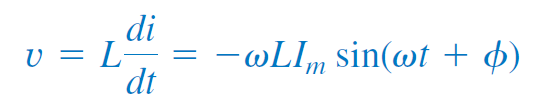 v = L di/dt = −ωLI_m sin(ωt + ϕ)